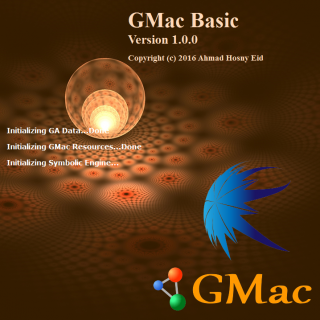 GMac Basic
Version 1.0.0
Copyright (c) 2016 Ahmad Hosny Eid
Initializing GA Data...Done
Initializing GMac Resources...Done
Initializing Symbolic Engine...
GMac